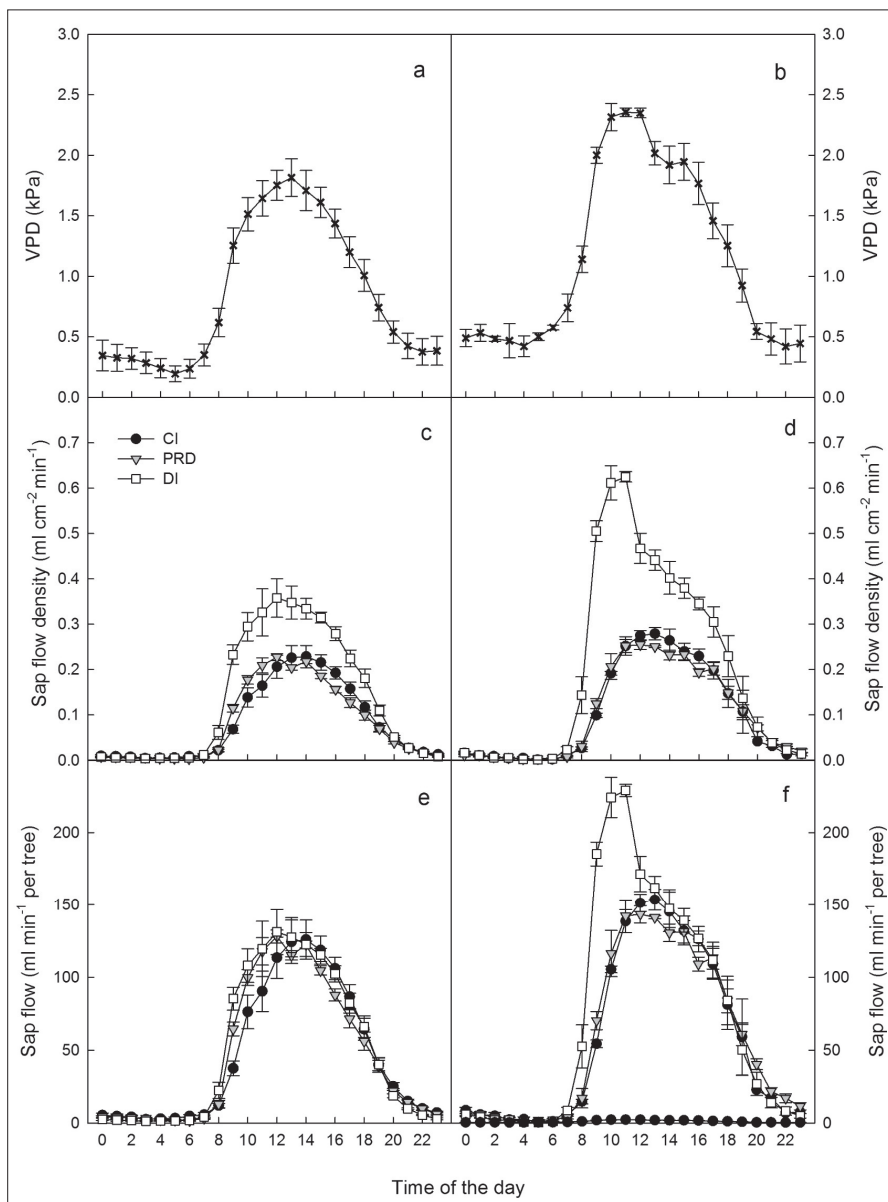 a
b
3.0
2.5
2.0
1.5
1.0
0.5
0.0
VPD (kPa)
3.0
2.5
2.0
1.5
1.0
0.5
0.0
VPD (kPa)
c
d
CI
PRD
DI
0.7
0.6
0.5
0.4
0.3
0.2
0.1
0.0
Sap flow density (ml cm⁻² min⁻¹)
0.7
0.6
0.5
0.4
0.3
0.2
0.1
0.0
Sap flow density (ml cm⁻² min⁻¹)
e
f
200
150
100
50
0
Sap flow (ml min⁻¹ per tree)
200
150
100
50
0
Sap flow (ml min⁻¹ per tree)
0 2 4 6 8 10 12 14 16 18 20 22
0 2 4 6 8 10 12 14 16 18 20 22
Time of the day